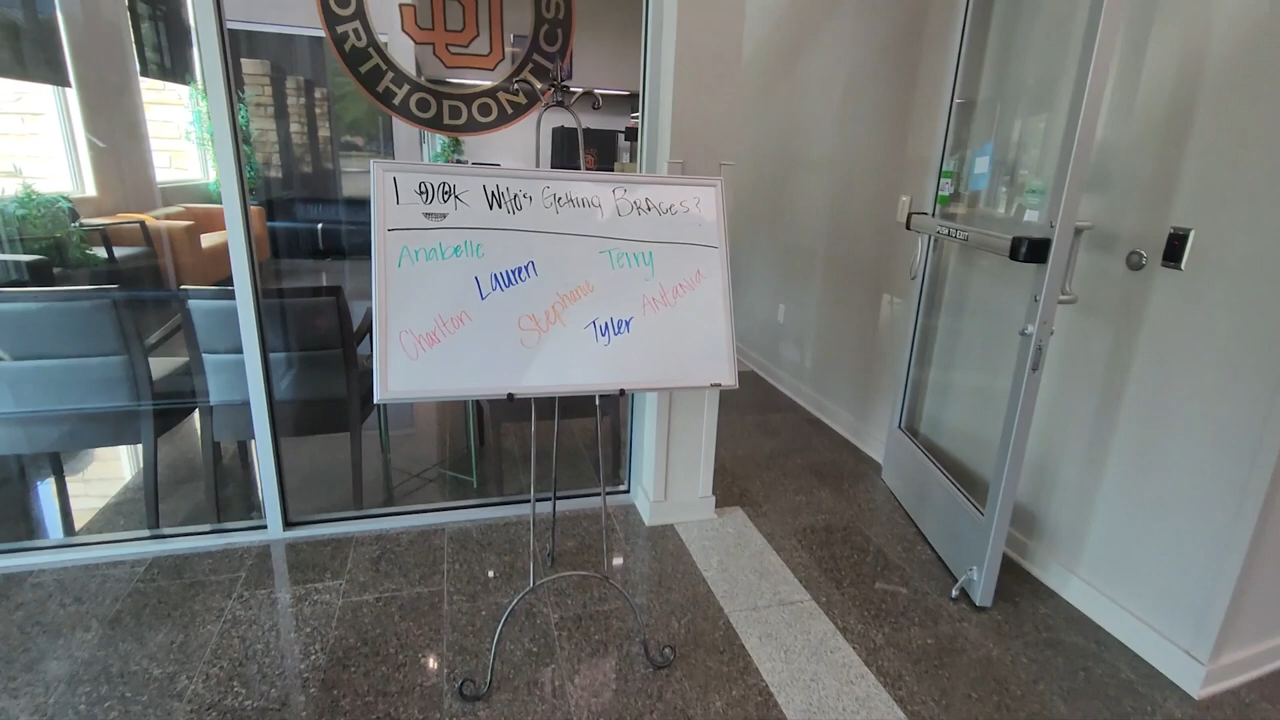 ORTHODONTICS
LOOK WHO'S GETTING BRACES?
Anabelle
Terry
Lauren
Stephanie
Antania
Charlton
Tyler
PUSH TO EXIT